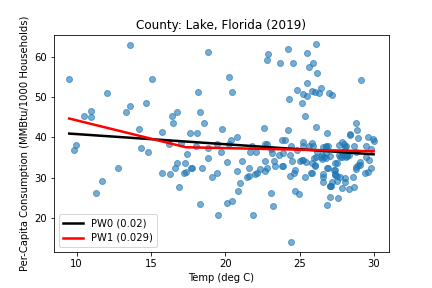 County: Lake, Florida (2019)
Per-Capita Consumption (MMBtu/1000 Households)
60
50
40
30
20
PW0 (0.02)
PW1 (0.029)
10 15 20 25 30
Temp (deg C)